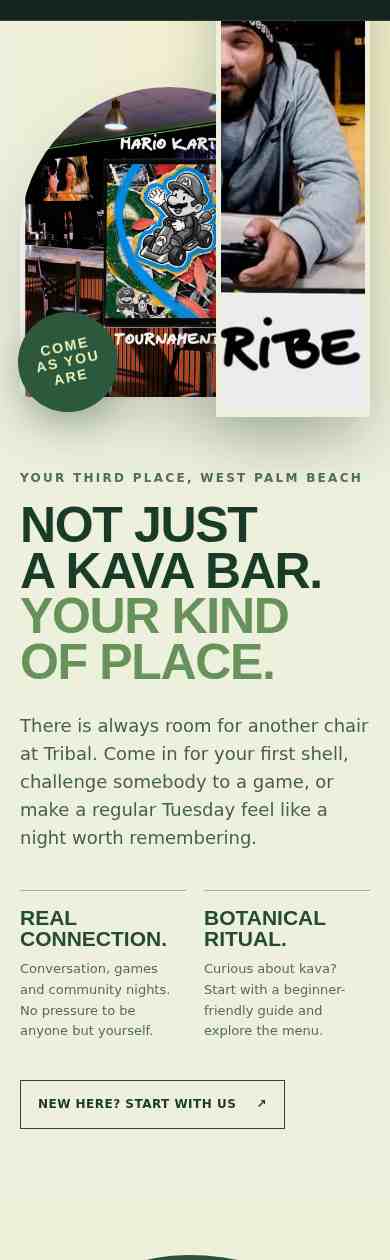 MARiO KART
TOURNAMENT
RiBE
COME
AS YOU
ARE
YOUR THIRD PLACE, WEST PALM BEACH
NOT JUST
A KAVA BAR.
YOUR KIND
OF PLACE.
There is always room for another chair
at Tribal. Come in for your first shell,
challenge somebody to a game, or
make a regular Tuesday feel like a
night worth remembering.
REAL
CONNECTION.
Conversation, games
and community nights.
No pressure to be
anyone but yourself.
BOTANICAL
RITUAL.
Curious about kava?
Start with a beginner-
friendly guide and
explore the menu.
NEW HERE? START WITH US ↗